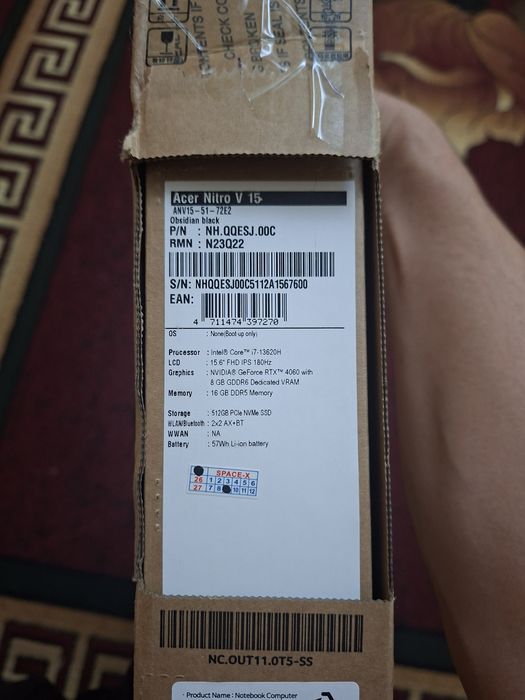 CHECK
Acer Nitro V 15
ANV15-51-72E2
Obsidian black
P/N : NH.QQESJ.00C
RMN : N23Q22
S/N: NHQQESJ00C5112A1567600
EAN:
4 711474 397270
OS : None(Boot-up only)
Processor : Intel® Core™ i7-13620H
LCD : 15.6" FHD IPS 180Hz
Graphics : NVIDIA® GeForce RTX™ 4060 with
8 GB GDDR6 Dedicated VRAM
Memory : 16 GB DDR5 Memory
Storage : 512GB PCIe NVMe SSD
WLAN/Bluetooth : 2x2 AX+BT
WWAN : NA
Battery : 57Wh Li-ion battery
SPACE-X
26 1 2 3 4 5 6
27 7 8 10 11 12
NC.OUT11.0T5-SS
· Product Name : Notebook Computer